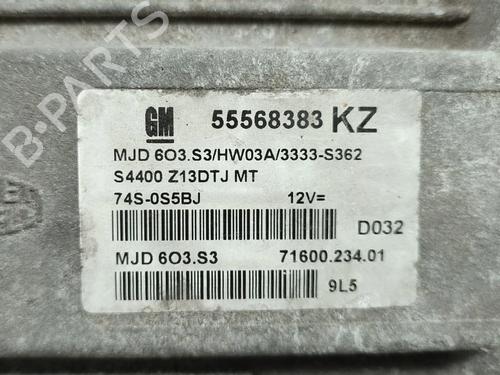 GM 55568383 KZ
MJD 6O3.S3/HW03A/3333-S362
S4400 Z13DTJ MT
74S-0S5BJ 12V=
D032
MJD 6O3.S3 71600.234.01
9L5
B-PARTS